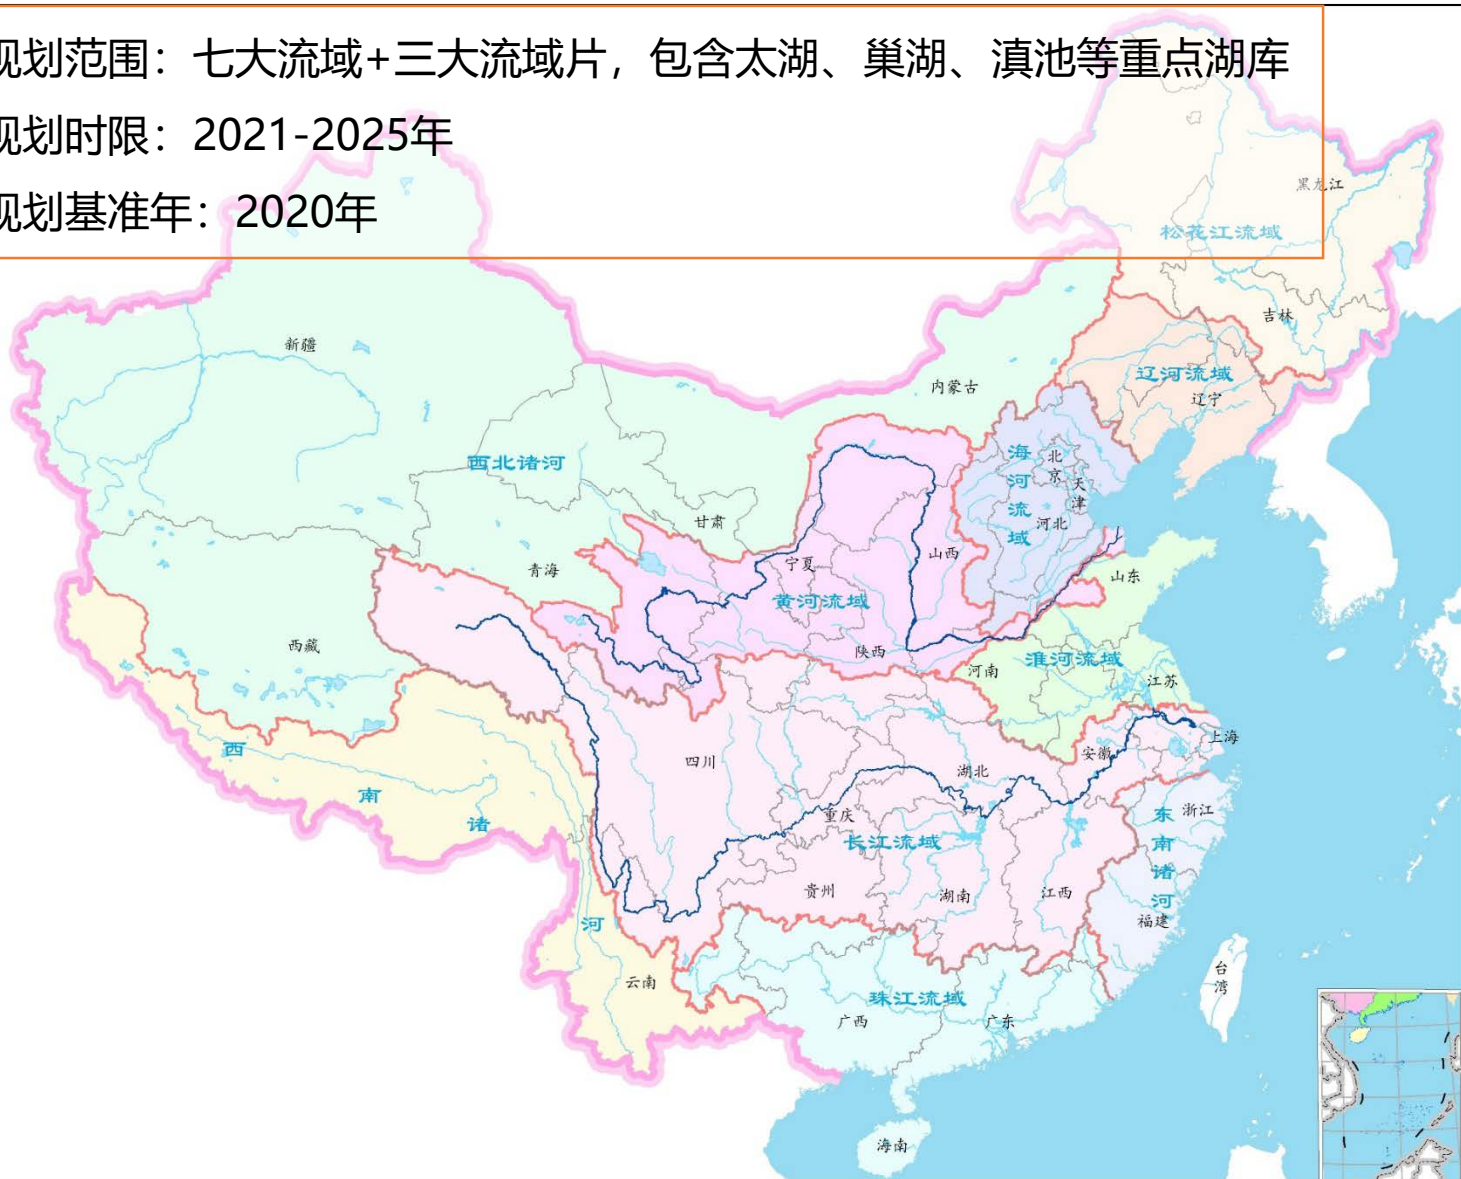 规划范围：七大流域+三大流域片，包含太湖、巢湖、滇池等重点湖库
规划时限：2021-2025年
规划基准年：2020年
黑龙江
松花江流域
吉林
新疆
内蒙古
辽河流域
辽宁
西北诸河
海河流域
北京
天津
河北
甘肃
宁夏
山西
青海
山东
黄河流域
西藏
陕西
河南
淮河流域
江苏
西南诸河
四川
湖北
安徽
上海
重庆
长江流域
东南诸河
浙江
贵州
湖南
江西
福建
云南
台湾
珠江流域
广西
广东
海南